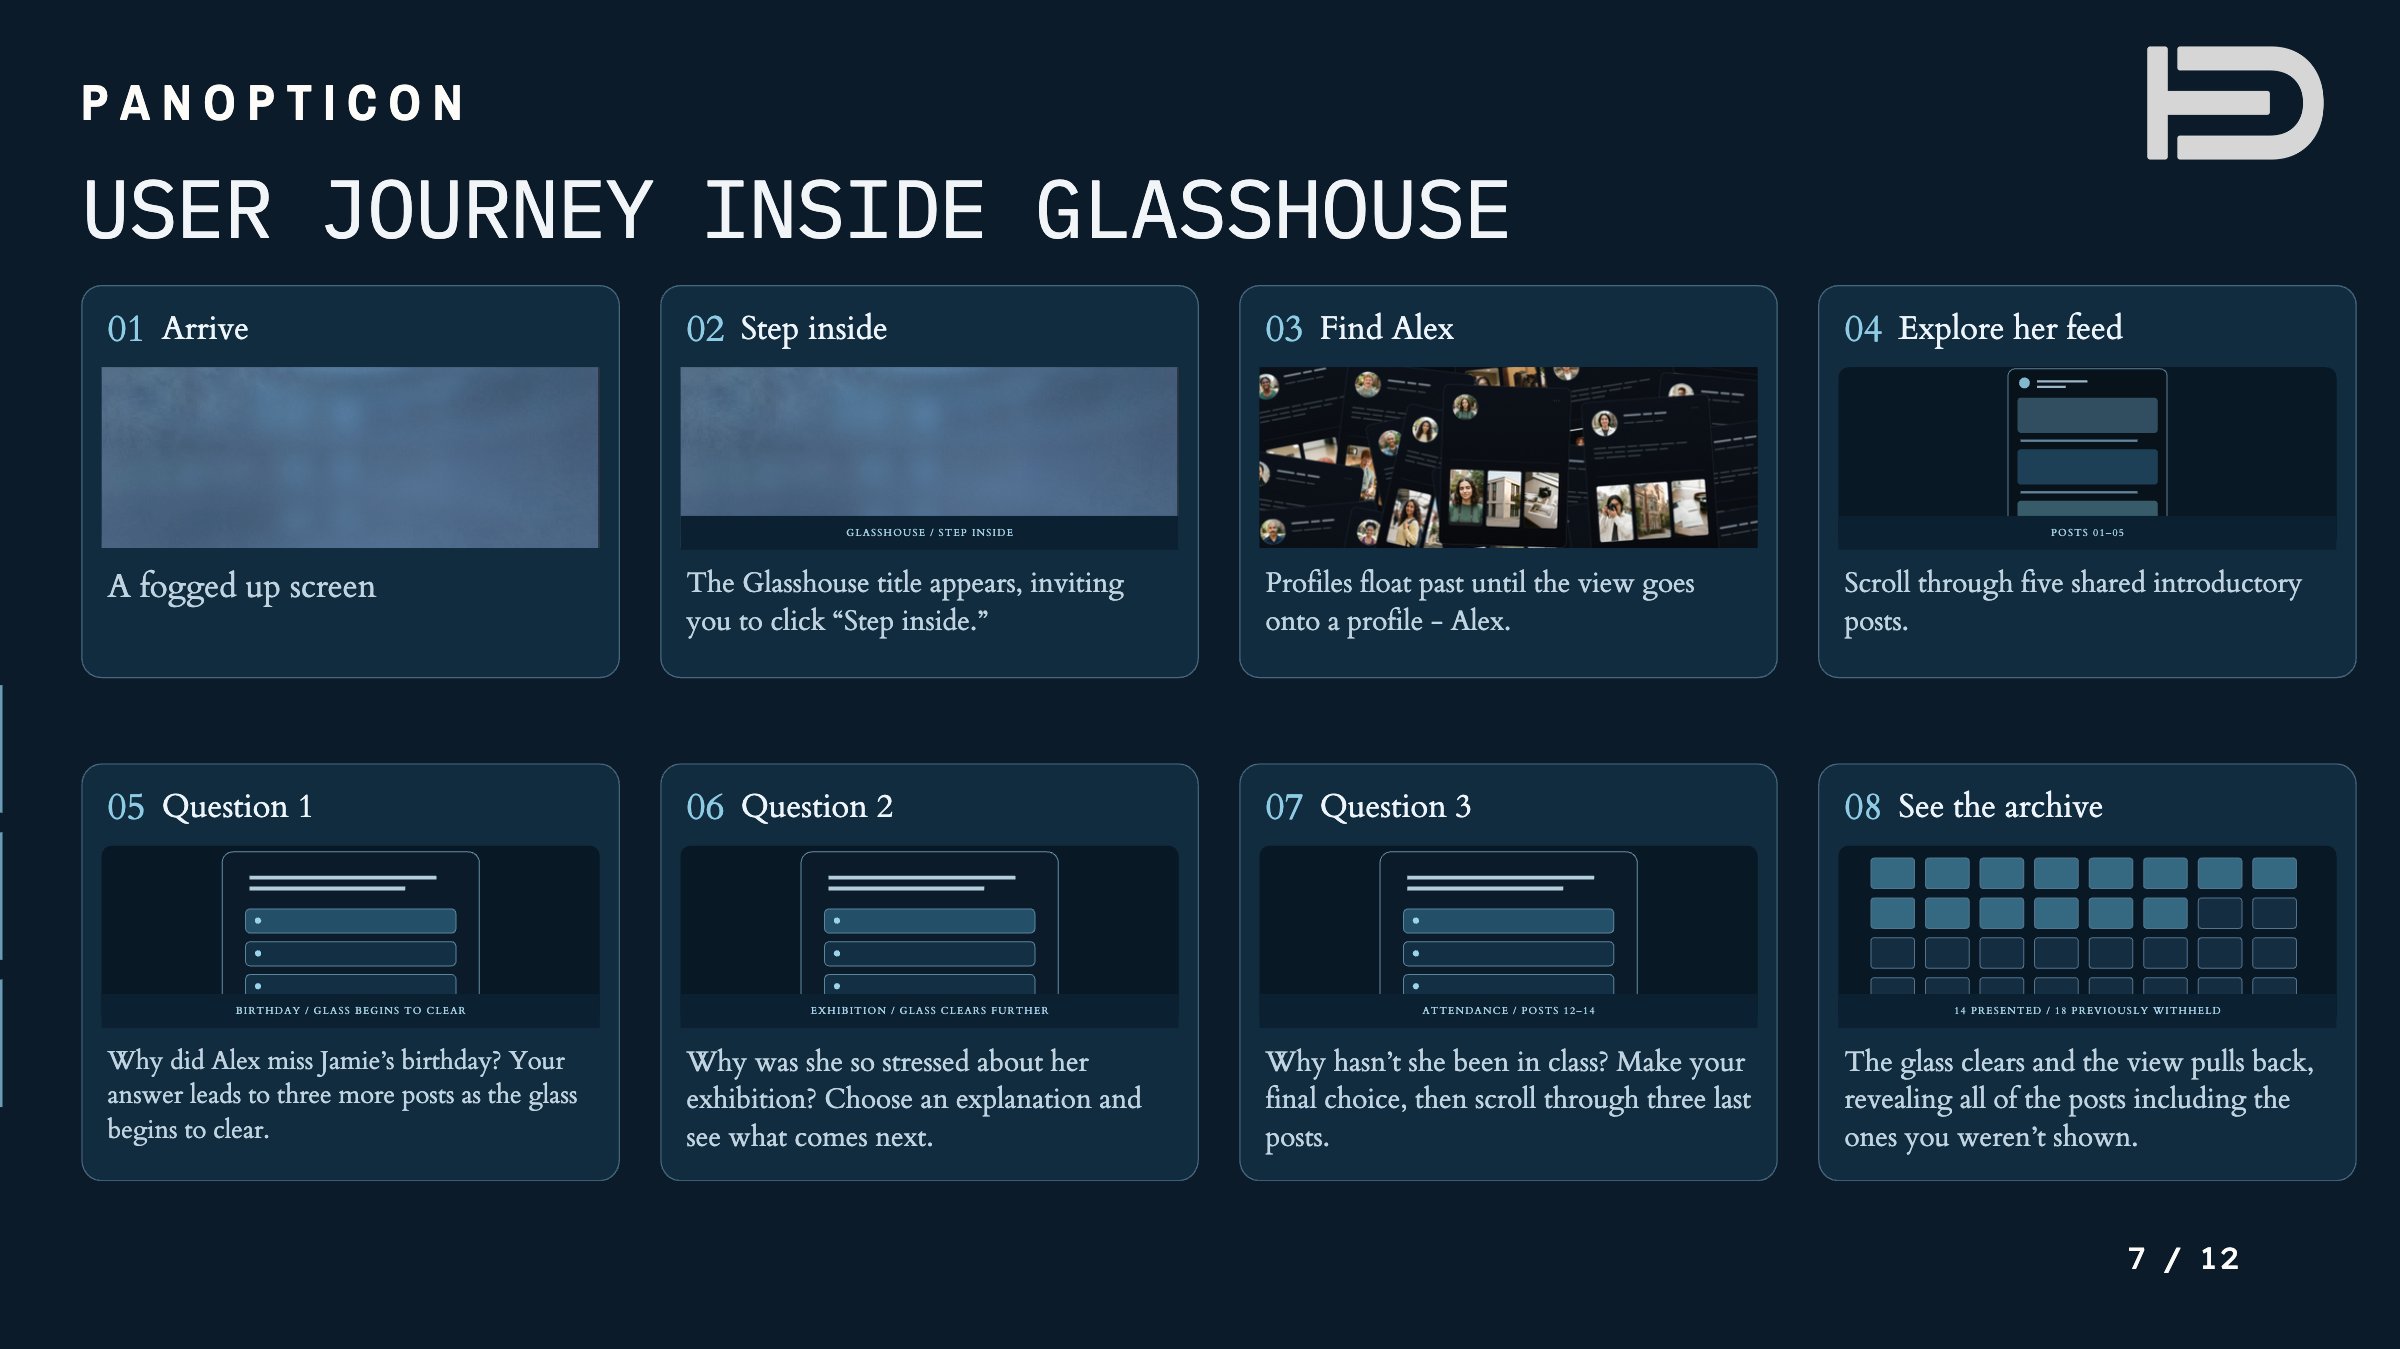 PANOPTICON
USER JOURNEY INSIDE GLASSHOUSE
01 Arrive
A fogged up screen
02 Step inside
GLASSHOUSE / STEP INSIDE
The Glasshouse title appears, inviting
you to click “Step inside.”
03 Find Alex
Profiles float past until the view goes
onto a profile - Alex.
04 Explore her feed
POSTS 01–05
Scroll through five shared introductory
posts.
05 Question 1
BIRTHDAY / GLASS BEGINS TO CLEAR
Why did Alex miss Jamie’s birthday? Your
answer leads to three more posts as the glass
begins to clear.
06 Question 2
EXHIBITION / GLASS CLEARS FURTHER
Why was she so stressed about her
exhibition? Choose an explanation and
see what comes next.
07 Question 3
ATTENDANCE / POSTS 12–14
Why hasn’t she been in class? Make your
final choice, then scroll through three last
posts.
08 See the archive
14 PRESENTED / 18 PREVIOUSLY WITHHELD
The glass clears and the view pulls back,
revealing all of the posts including the
ones you weren’t shown.
7 / 12